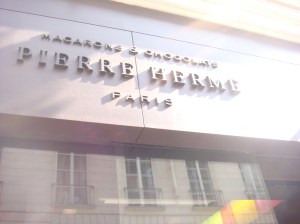 MACARONS & CHOCOLATS
PIERRE HERMÉ
PARIS